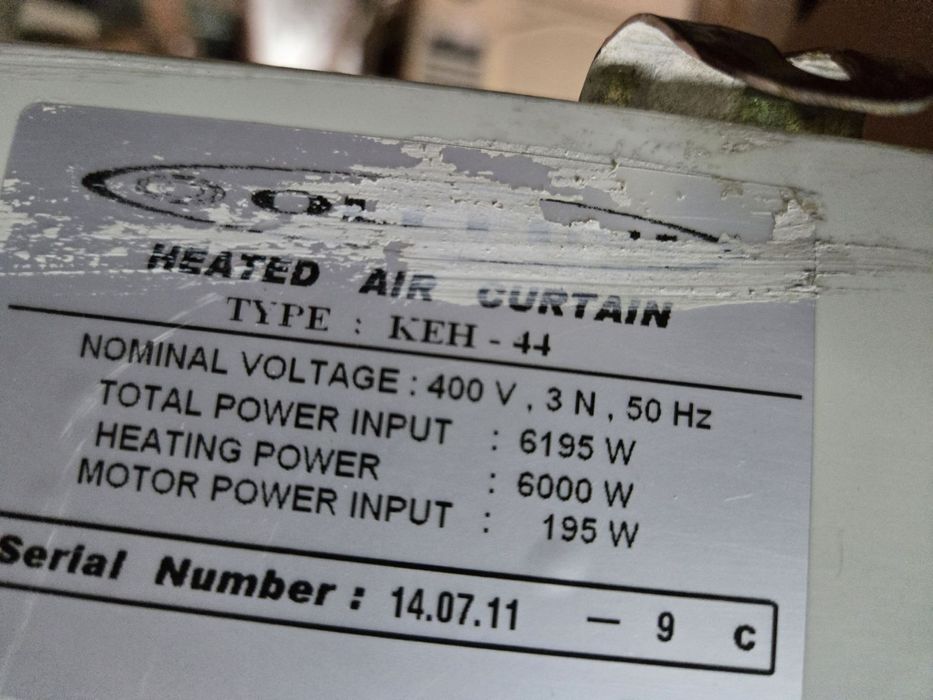 HEATED AIR CURTAIN
TYPE : KEH - 44
NOMINAL VOLTAGE : 400 V , 3 N , 50 Hz
TOTAL POWER INPUT : 6195 W
HEATING POWER : 6000 W
MOTOR POWER INPUT : 195 W
Serial Number : 14.07.11 – 9 C